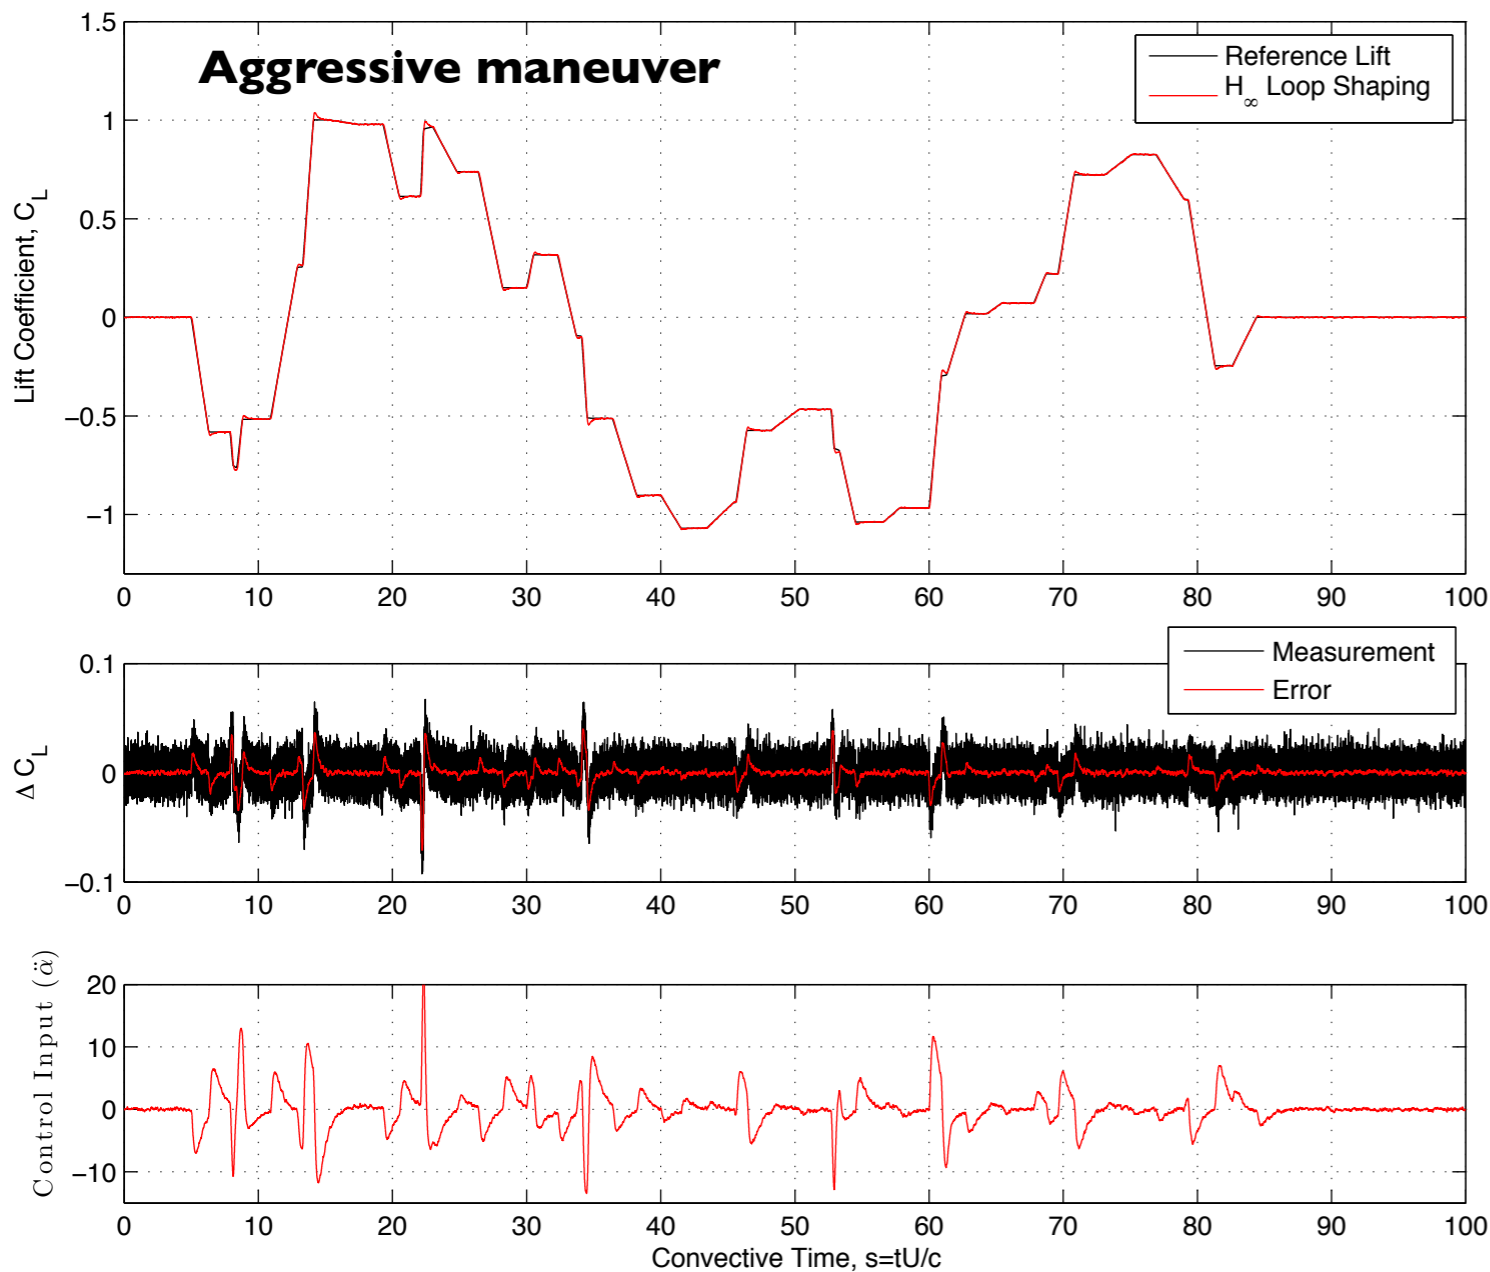 Aggressive maneuver
Reference Lift
H∞ Loop Shaping
Lift Coefficient, C_L
1.5
1
0.5
0
−0.5
−1
0 10 20 30 40 50 60 70 80 90 100
Measurement
Error
Δ C_L
0.1
0
−0.1
0 10 20 30 40 50 60 70 80 90 100
Control Input (α̈)
20
10
0
−10
0 10 20 30 40 50 60 70 80 90 100
Convective Time, s=tU/c